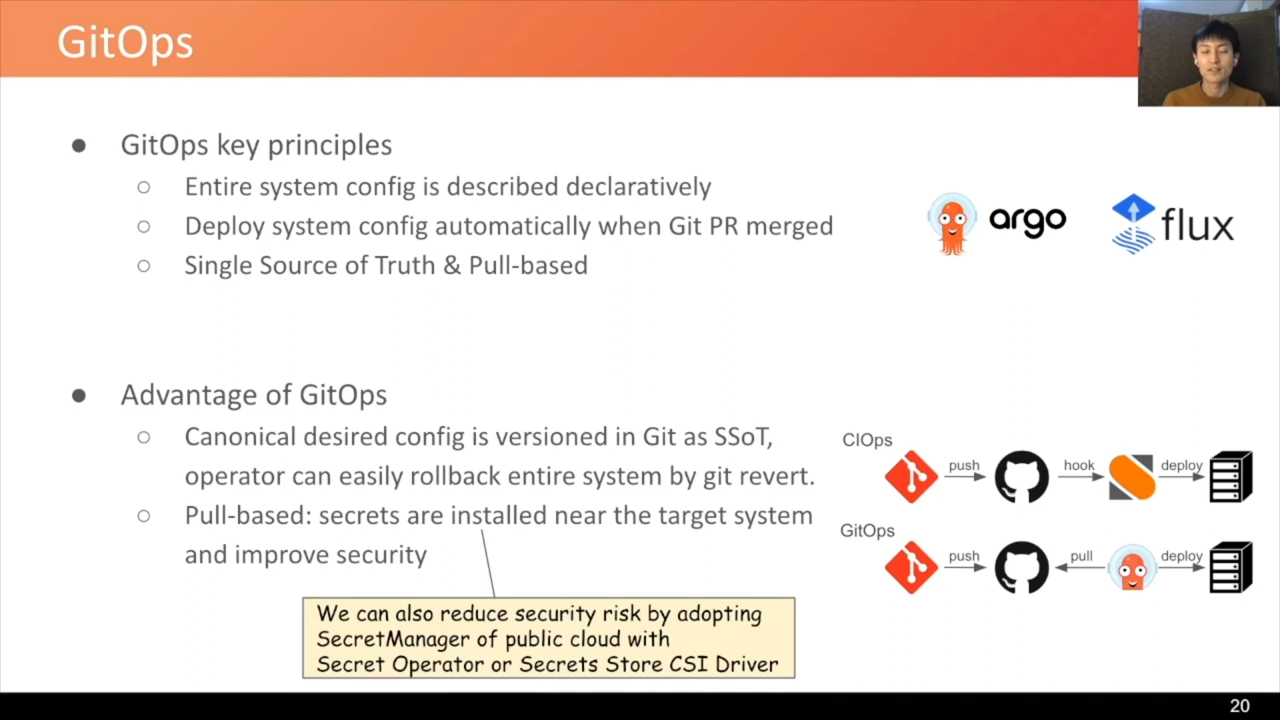 GitOps
● GitOps key principles
○ Entire system config is described declaratively
○ Deploy system config automatically when Git PR merged
○ Single Source of Truth & Pull-based
argo
flux
● Advantage of GitOps
○ Canonical desired config is versioned in Git as SSoT,
operator can easily rollback entire system by git revert.
○ Pull-based: secrets are installed near the target system
and improve security
We can also reduce security risk by adopting
SecretManager of public cloud with
Secret Operator or Secrets Store CSI Driver
CIOps
push hook deploy
GitOps
push pull deploy
20